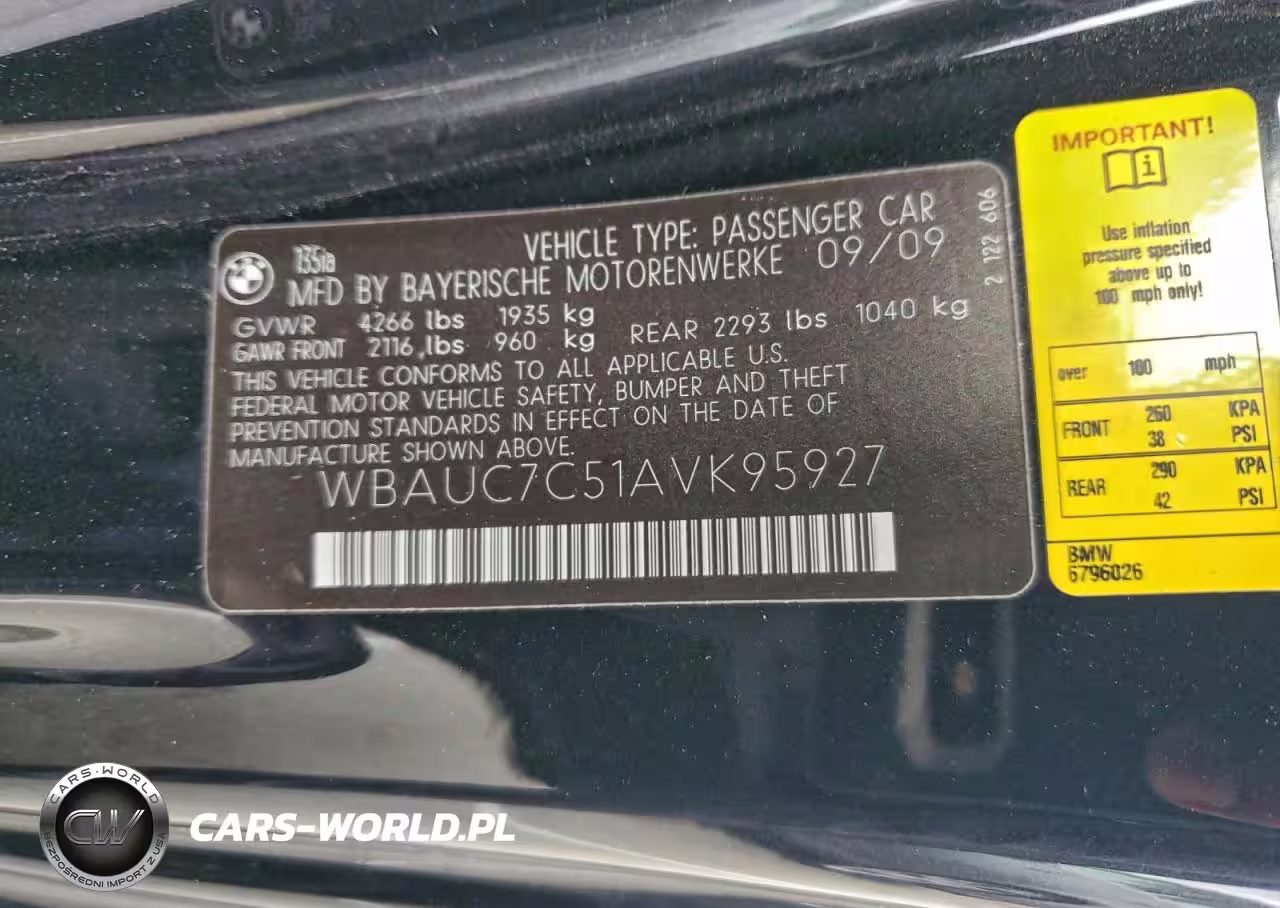 135ia
VEHICLE TYPE: PASSENGER CAR
MFD BY BAYERISCHE MOTORENWERKE 09/09
GVWR 4266 lbs 1935 kg
GAWR FRONT 2116 lbs 960 kg REAR 2293 lbs 1040 kg
THIS VEHICLE CONFORMS TO ALL APPLICABLE U.S.
FEDERAL MOTOR VEHICLE SAFETY, BUMPER AND THEFT
PREVENTION STANDARDS IN EFFECT ON THE DATE OF
MANUFACTURE SHOWN ABOVE.
WBAUC7C51AVK95927
2 122 606
IMPORTANT!
i
Use inflation
pressure specified
above up to
100 mph only!
over 100 mph
FRONT 260 KPA
38 PSI
REAR 290 KPA
42 PSI
BMW
6796026
CARS-WORLD
CW
BEZPOŚREDNI IMPORT Z USA
CARS-WORLD.PL